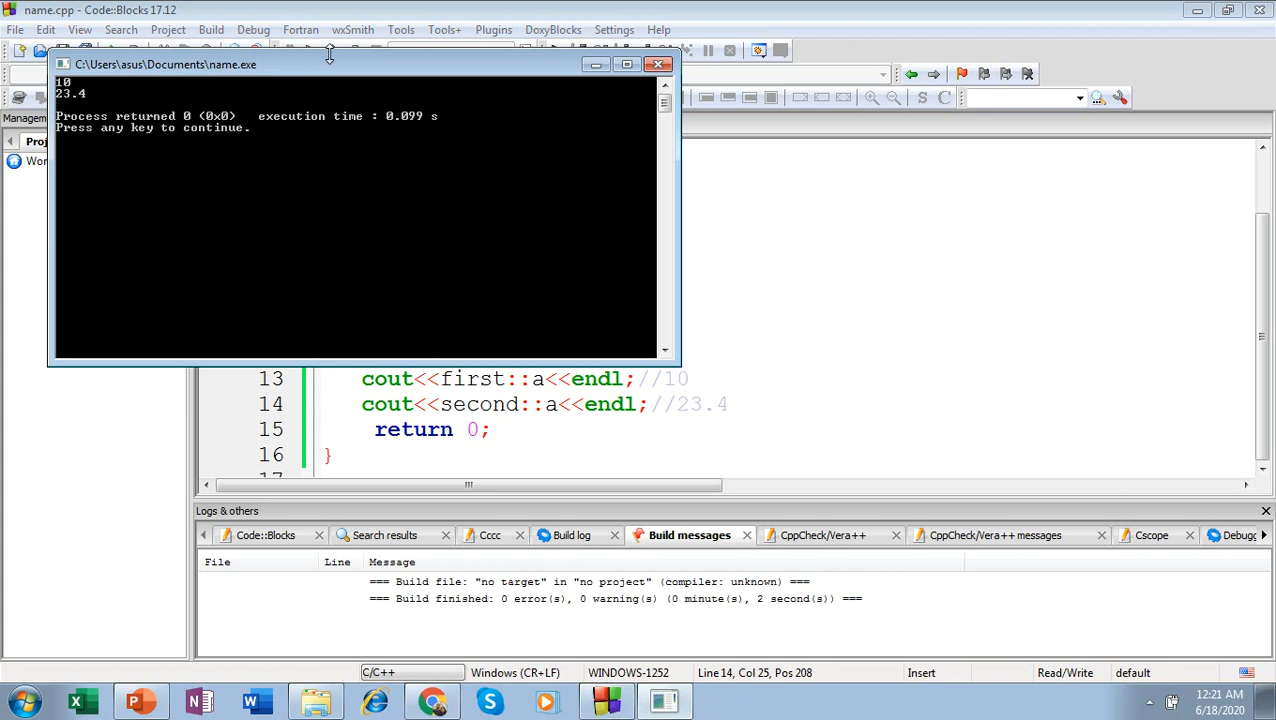 name.cpp - Code::Blocks 17.12
File Edit View Search Project Build Debug Fortran wxSmith Tools Tools+ Plugins DoxyBlocks Settings Help
C:\Users\asus\Documents\name.exe
10
23.4
Process returned 0 (0x0)   execution time : 0.099 s
Press any key to continue.
S C
Manage
Proj
Wor
13 cout<<first::a<<endl;//10
14 cout<<second::a<<endl;//23.4
15 return 0;
16 }
Logs & others
Code::Blocks Search results Cccc Build log Build messages CppCheck/Vera++ CppCheck/Vera++ messages Cscope Debugg
File Line Message
=== Build file: "no target" in "no project" (compiler: unknown) ===
=== Build finished: 0 error(s), 0 warning(s) (0 minute(s), 2 second(s)) ===
C/C++ Windows (CR+LF) WINDOWS-1252 Line 14, Col 25, Pos 208 Insert Read/Write default
12:21 AM
6/18/2020